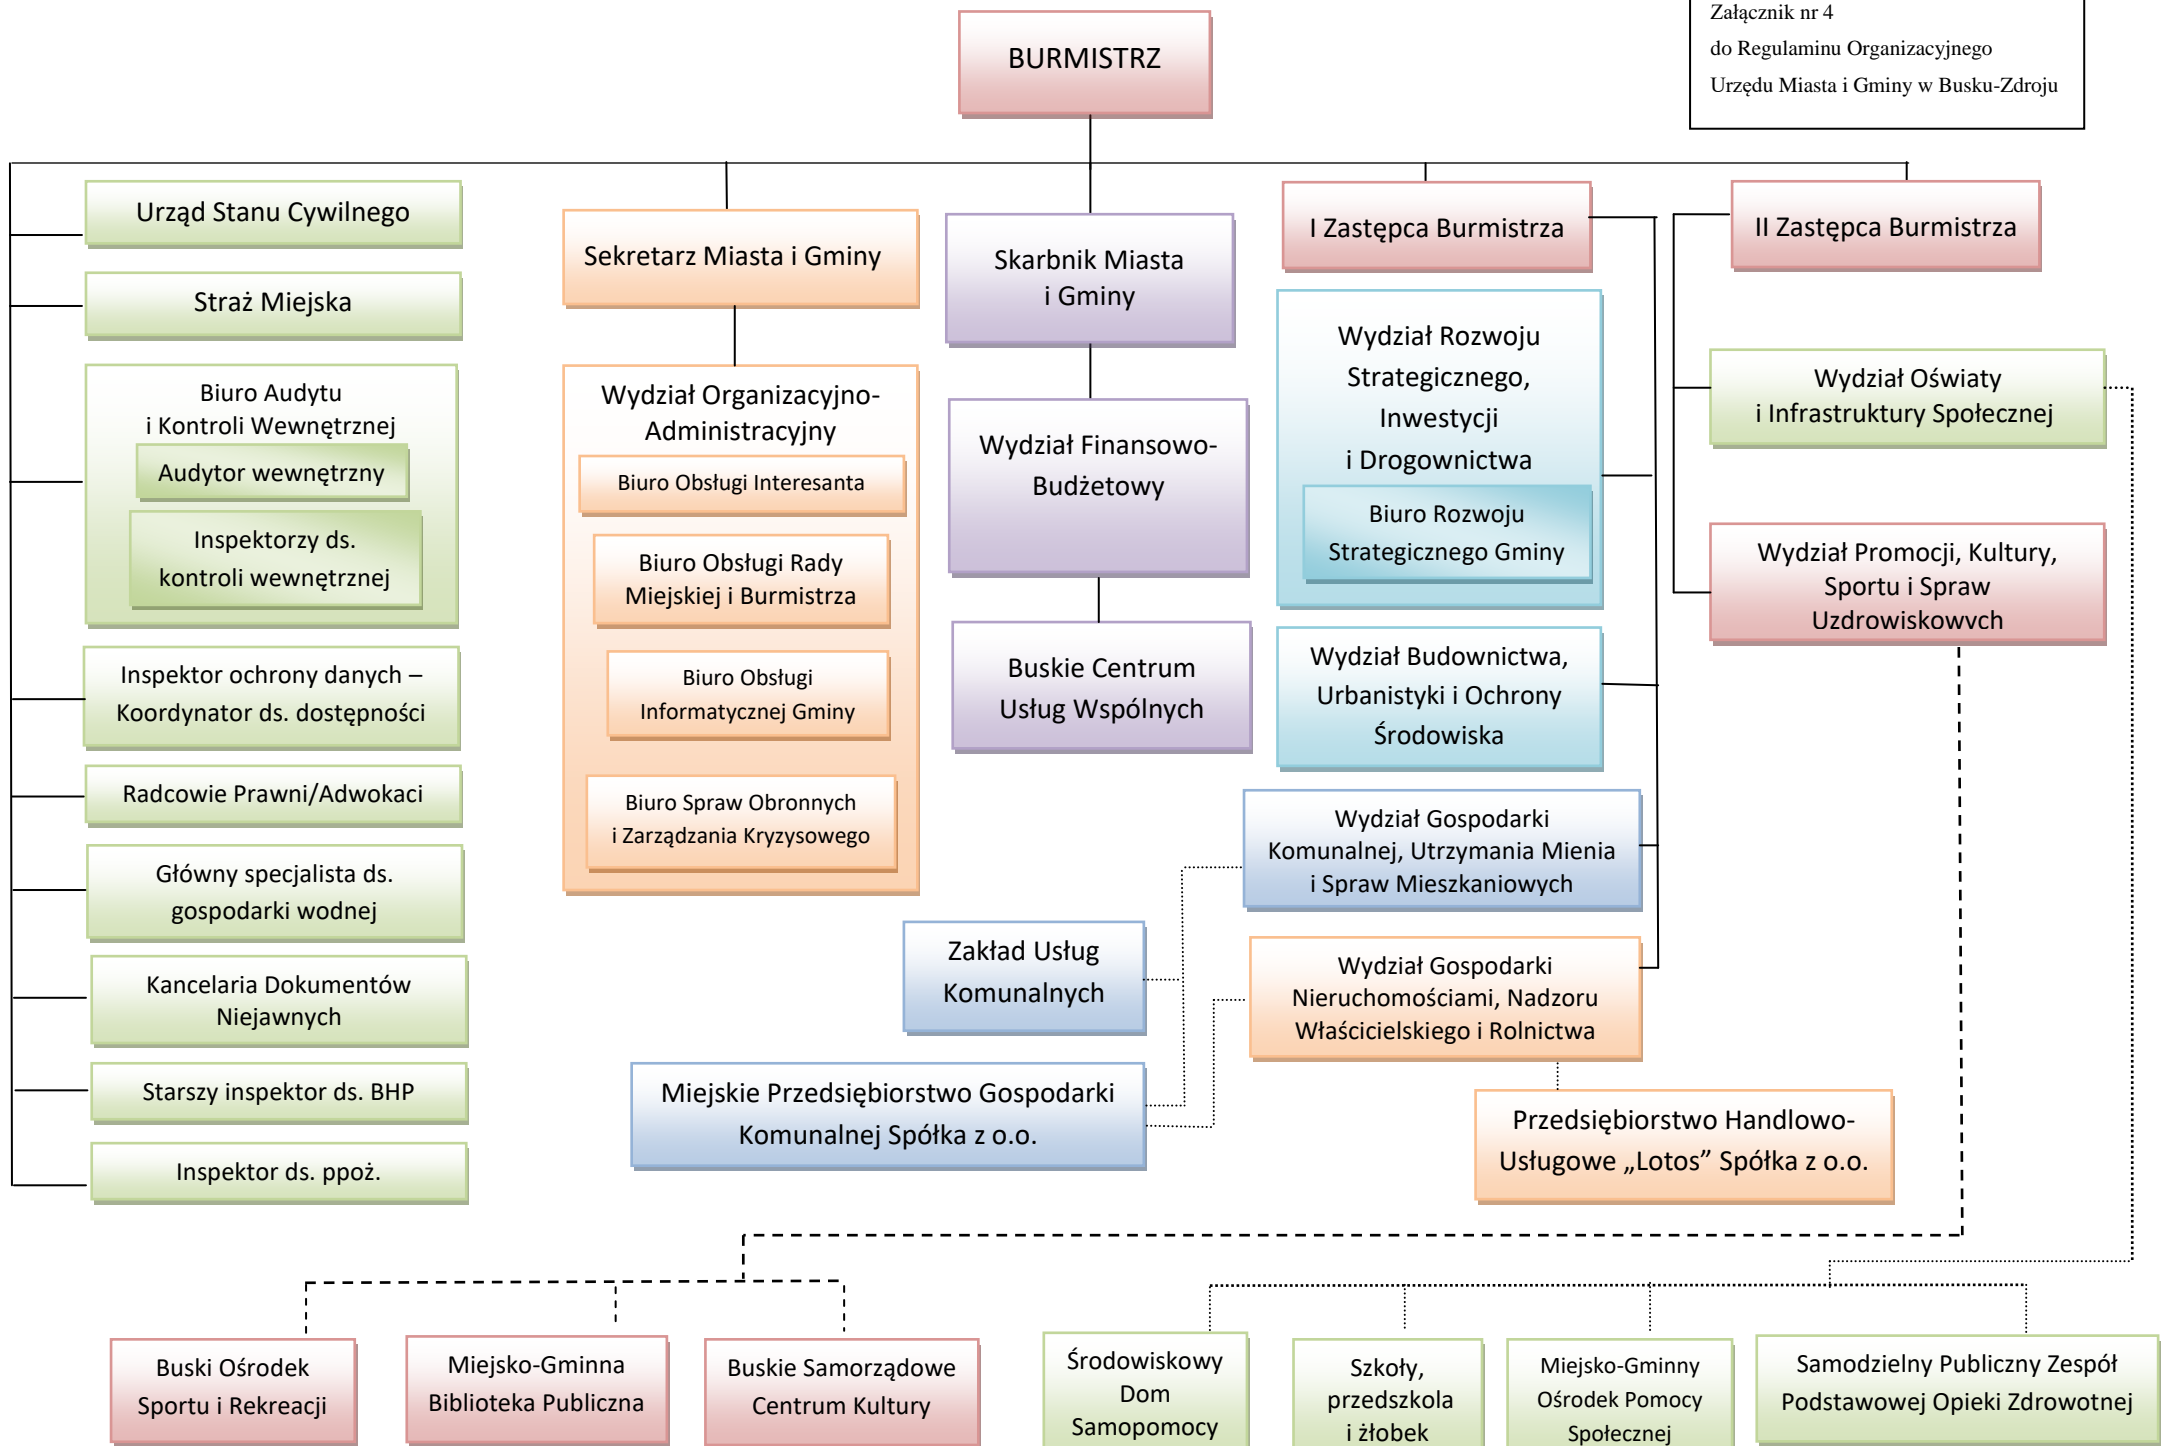 Załącznik nr 4
do Regulaminu Organizacyjnego
Urzędu Miasta i Gminy w Busku-Zdroju
BURMISTRZ
Urząd Stanu Cywilnego
Straż Miejska
Biuro Audytu
i Kontroli Wewnętrznej
Audytor wewnętrzny
Inspektorzy ds.
kontroli wewnętrznej
Inspektor ochrony danych –
Koordynator ds. dostępności
Radcowie Prawni/Adwokaci
Główny specjalista ds.
gospodarki wodnej
Kancelaria Dokumentów
Niejawnych
Starszy inspektor ds. BHP
Inspektor ds. ppoż.
Sekretarz Miasta i Gminy
Wydział Organizacyjno-
Administracyjny
Biuro Obsługi Interesanta
Biuro Obsługi Rady
Miejskiej i Burmistrza
Biuro Obsługi
Informatycznej Gminy
Biuro Spraw Obronnych
i Zarządzania Kryzysowego
Skarbnik Miasta
i Gminy
Wydział Finansowo-
Budżetowy
Buskie Centrum
Usług Wspólnych
I Zastępca Burmistrza
Wydział Rozwoju
Strategicznego,
Inwestycji
i Drogownictwa
Biuro Rozwoju
Strategicznego Gminy
Wydział Budownictwa,
Urbanistyki i Ochrony
Środowiska
Wydział Gospodarki
Komunalnej, Utrzymania Mienia
i Spraw Mieszkaniowych
Wydział Gospodarki
Nieruchomościami, Nadzoru
Właścicielskiego i Rolnictwa
Zakład Usług
Komunalnych
Miejskie Przedsiębiorstwo Gospodarki
Komunalnej Spółka z o.o.
Przedsiębiorstwo Handlowo-
Usługowe „Lotos” Spółka z o.o.
II Zastępca Burmistrza
Wydział Oświaty
i Infrastruktury Społecznej
Wydział Promocji, Kultury,
Sportu i Spraw
Uzdrowiskowych
Buski Ośrodek
Sportu i Rekreacji
Miejsko-Gminna
Biblioteka Publiczna
Buskie Samorządowe
Centrum Kultury
Środowiskowy
Dom
Samopomocy
Szkoły,
przedszkola
i żłobek
Miejsko-Gminny
Ośrodek Pomocy
Społecznej
Samodzielny Publiczny Zespół
Podstawowej Opieki Zdrowotnej